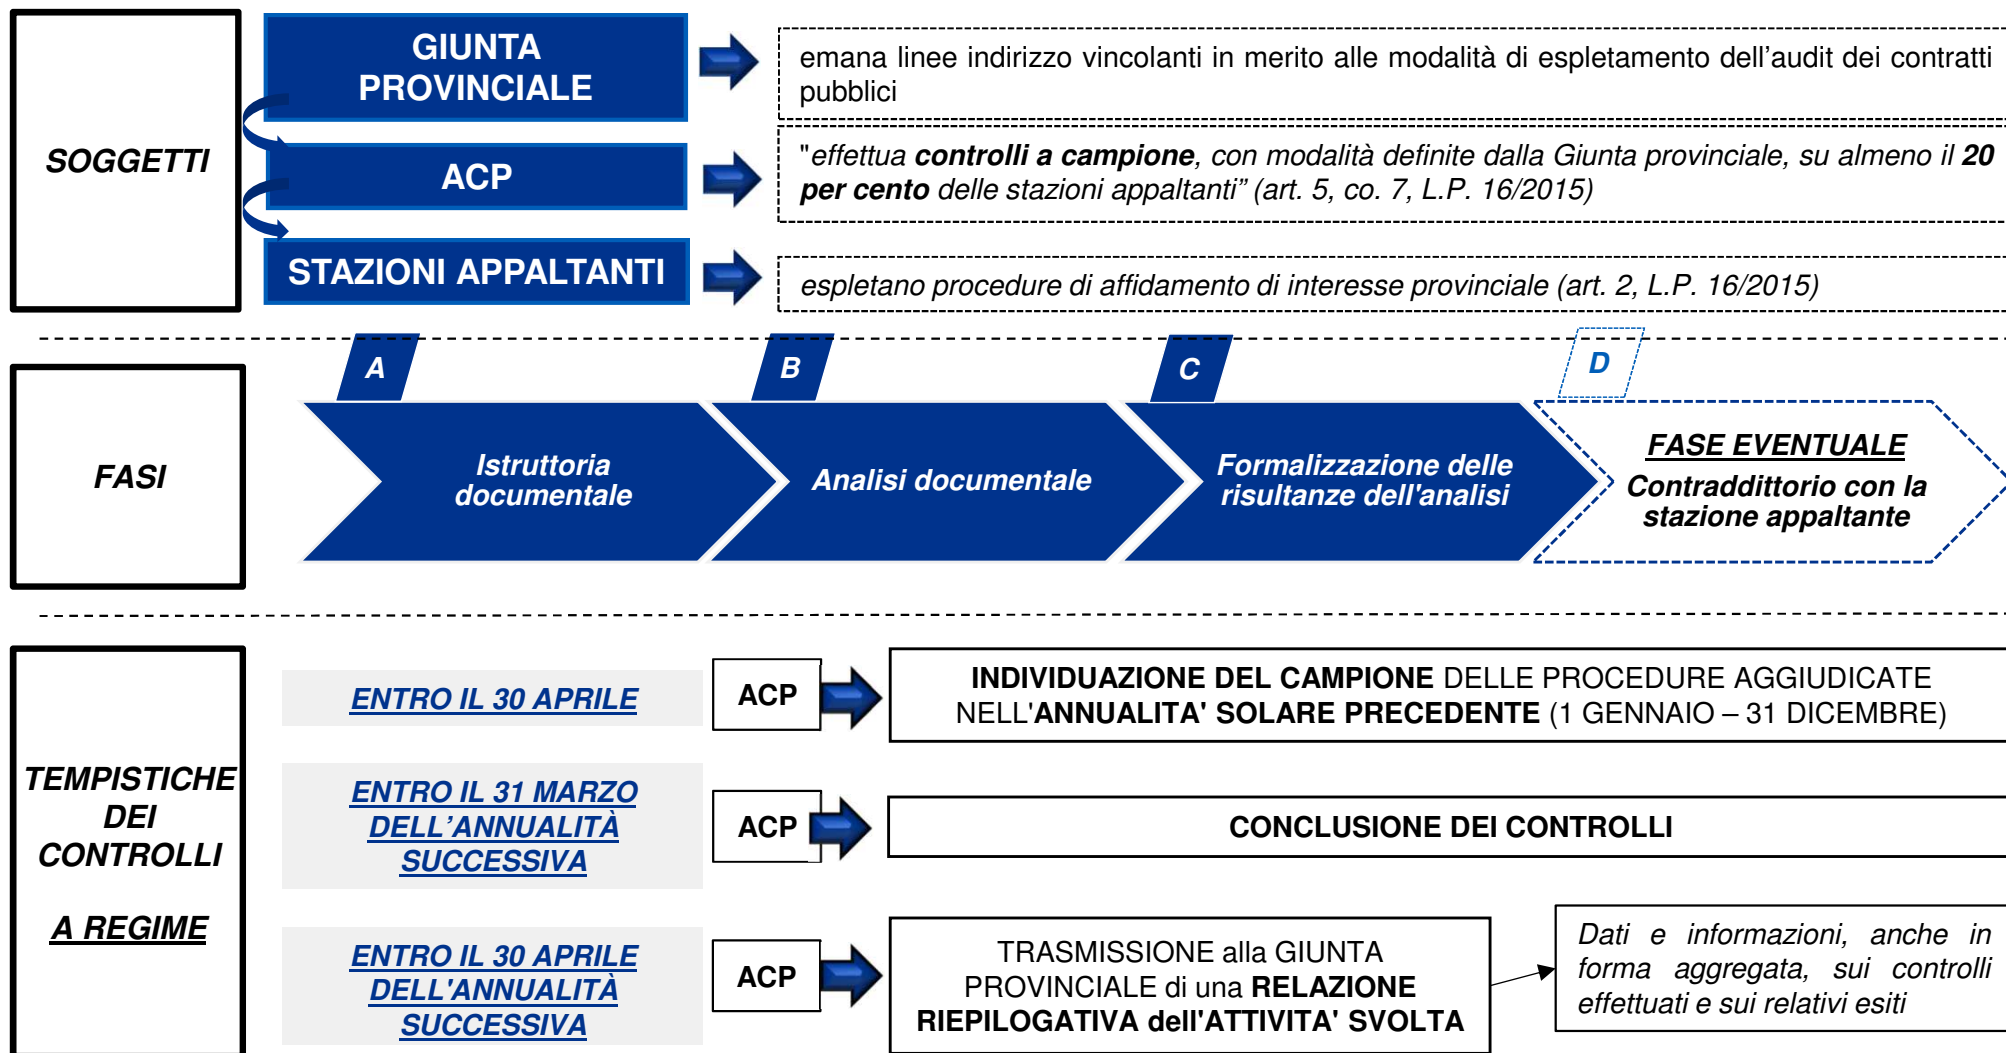 SOGGETTI
GIUNTA
PROVINCIALE
emana linee indirizzo vincolanti in merito alle modalità di espletamento dell'audit dei contratti
pubblici
ACP
"effettua controlli a campione, con modalità definite dalla Giunta provinciale, su almeno il 20
per cento delle stazioni appaltanti” (art. 5, co. 7, L.P. 16/2015)
STAZIONI APPALTANTI
espletano procedure di affidamento di interesse provinciale (art. 2, L.P. 16/2015)
FASI
A
Istruttoria
documentale
B
Analisi documentale
C
Formalizzazione delle
risultanze dell'analisi
D
FASE EVENTUALE
Contraddittorio con la
stazione appaltante
TEMPISTICHE
DEI
CONTROLLI
A REGIME
ENTRO IL 30 APRILE
ACP
INDIVIDUAZIONE DEL CAMPIONE DELLE PROCEDURE AGGIUDICATE
NELL'ANNUALITA' SOLARE PRECEDENTE (1 GENNAIO – 31 DICEMBRE)
ENTRO IL 31 MARZO
DELL’ANNUALITÀ
SUCCESSIVA
ACP
CONCLUSIONE DEI CONTROLLI
ENTRO IL 30 APRILE
DELL'ANNUALITÀ
SUCCESSIVA
ACP
TRASMISSIONE alla GIUNTA
PROVINCIALE di una RELAZIONE
RIEPILOGATIVA dell'ATTIVITA' SVOLTA
Dati e informazioni, anche in
forma aggregata, sui controlli
effettuati e sui relativi esiti